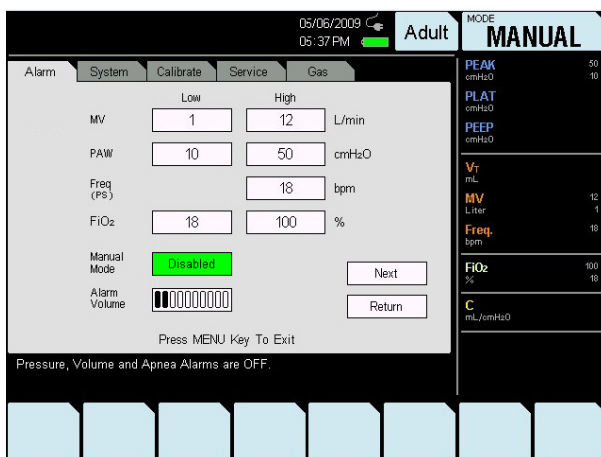 05/06/2009
05:37 PM
Adult
MODE
MANUAL
Alarm System Calibrate Service Gas
Low High
MV 1 12 L/min
PAW 10 50 cmH2O
Freq (PS) 18 bpm
FiO2 18 100 %
Manual Mode Disabled
Alarm Volume
Next
Return
Press MENU Key To Exit
Pressure, Volume and Apnea Alarms are OFF.
PEAK 50
cmH2O 10
PLAT
cmH2O
PEEP
cmH2O
VT
mL
MV 12
Liter 1
Freq. 18
bpm
FiO2 100
% 18
C
mL/cmH2O